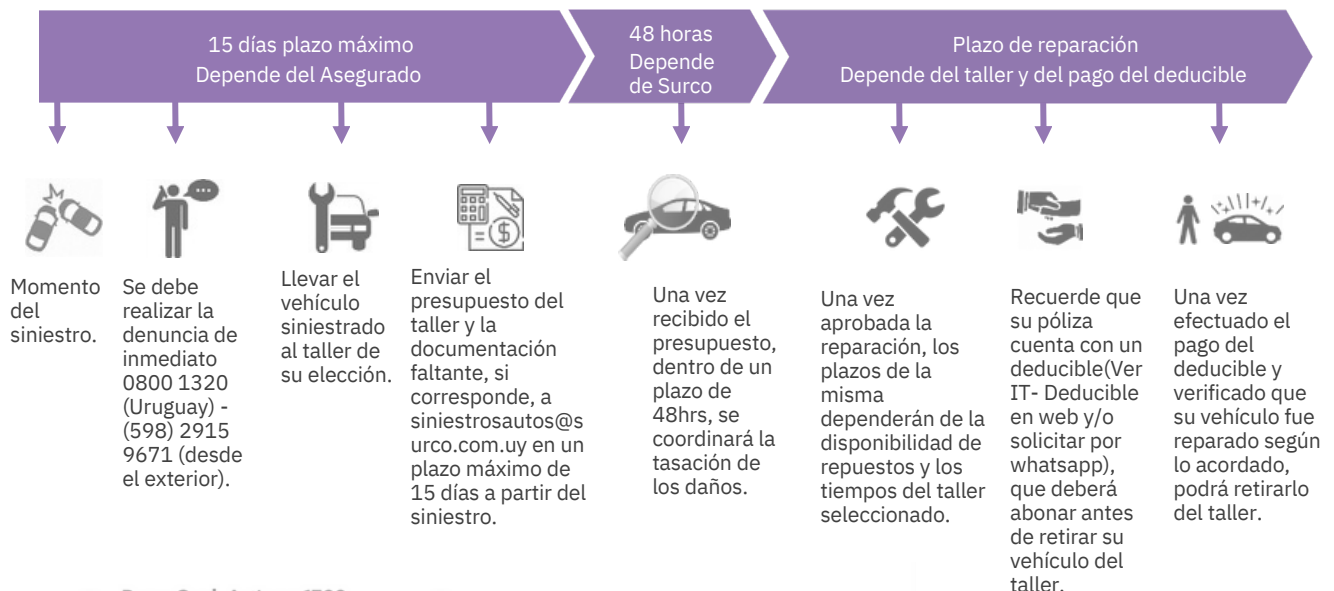 15 días plazo máximo
Depende del Asegurado
48 horas
Depende
de Surco
Plazo de reparación
Depende del taller y del pago del deducible
Momento
del
siniestro.
Se debe
realizar la
denuncia de
inmediato
0800 1320
(Uruguay) -
(598) 2915
9671 (desde
el exterior).
Llevar el
vehículo
siniestrado
al taller de
su elección.
Enviar el
presupuesto del
taller y la
documentación
faltante, si
corresponde, a
siniestrosautos@s
urco.com.uy en un
plazo máximo de
15 días a partir del
siniestro.
Una vez
recibido el
presupuesto,
dentro de un
plazo de
48hrs, se
coordinará la
tasación de
los daños.
Una vez
aprobada la
reparación, los
plazos de la
misma
dependerán de la
disponibilidad de
repuestos y los
tiempos del taller
seleccionado.
Recuerde que
su póliza
cuenta con un
deducible(Ver
IT- Deducible
en web y/o
solicitar por
whatsapp),
que deberá
abonar antes
de retirar su
vehículo del
taller.
Una vez
efectuado el
pago del
deducible y
verificado que
su vehículo fue
reparado según
lo acordado,
podrá retirarlo
del taller.